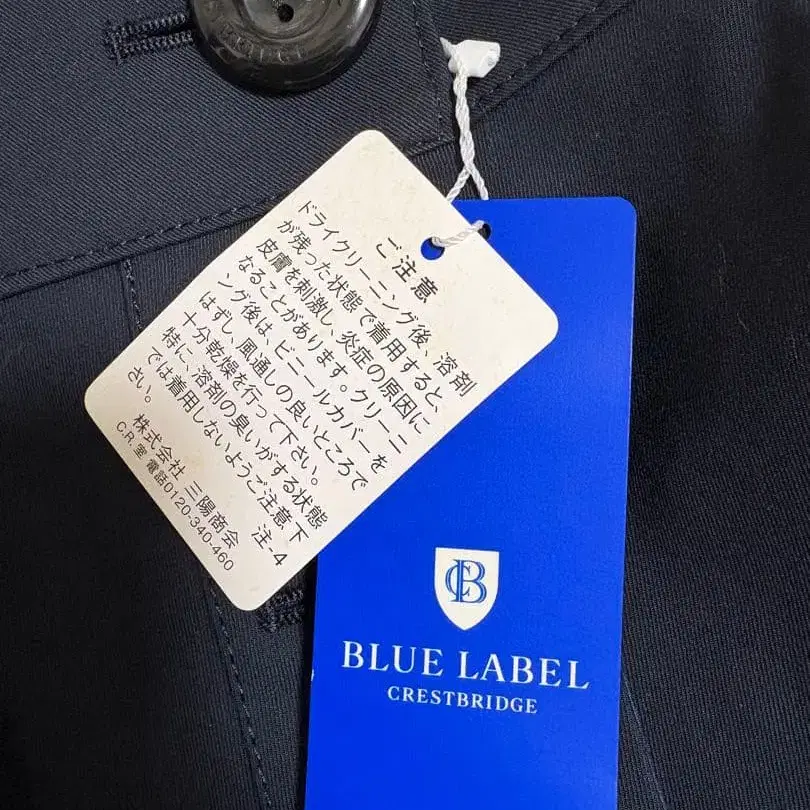 ご注意
ドライクリーニング後、溶剤
が残った状態で着用すると、
皮膚を刺激し、炎症の原因に
なることがあります。クリーニ
ング後は、ビニールカバーを
はずし、風通しの良いところで
十分乾燥を行って下さい。
特に、溶剤の臭いがする状態
では着用しないようご注意下
さい。
注-4
株式会社 三陽商会
C.R.室 電話0120-340-460
CB
BLUE LABEL
CRESTBRIDGE